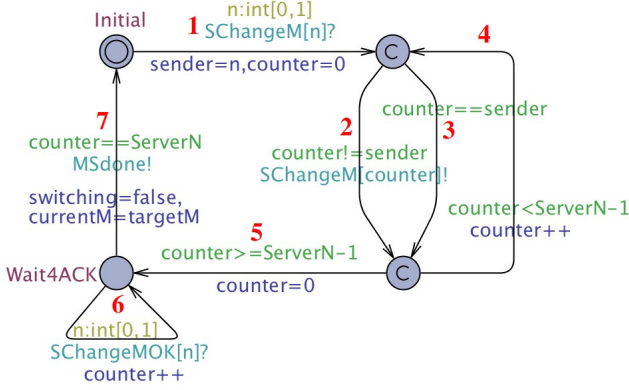 Initial
1
n:int[0,1]
SChangeM[n]?
sender=n,counter=0
C
4
7
counter==ServerN
MSdone!
switching=false,
currentM=targetM
2
3
counter==sender
counter!=sender
SChangeM[counter]!
counter<ServerN-1
counter++
5
counter>=ServerN-1
counter=0
C
Wait4ACK
6
n:int[0,1]
SChangeMOK[n]?
counter++